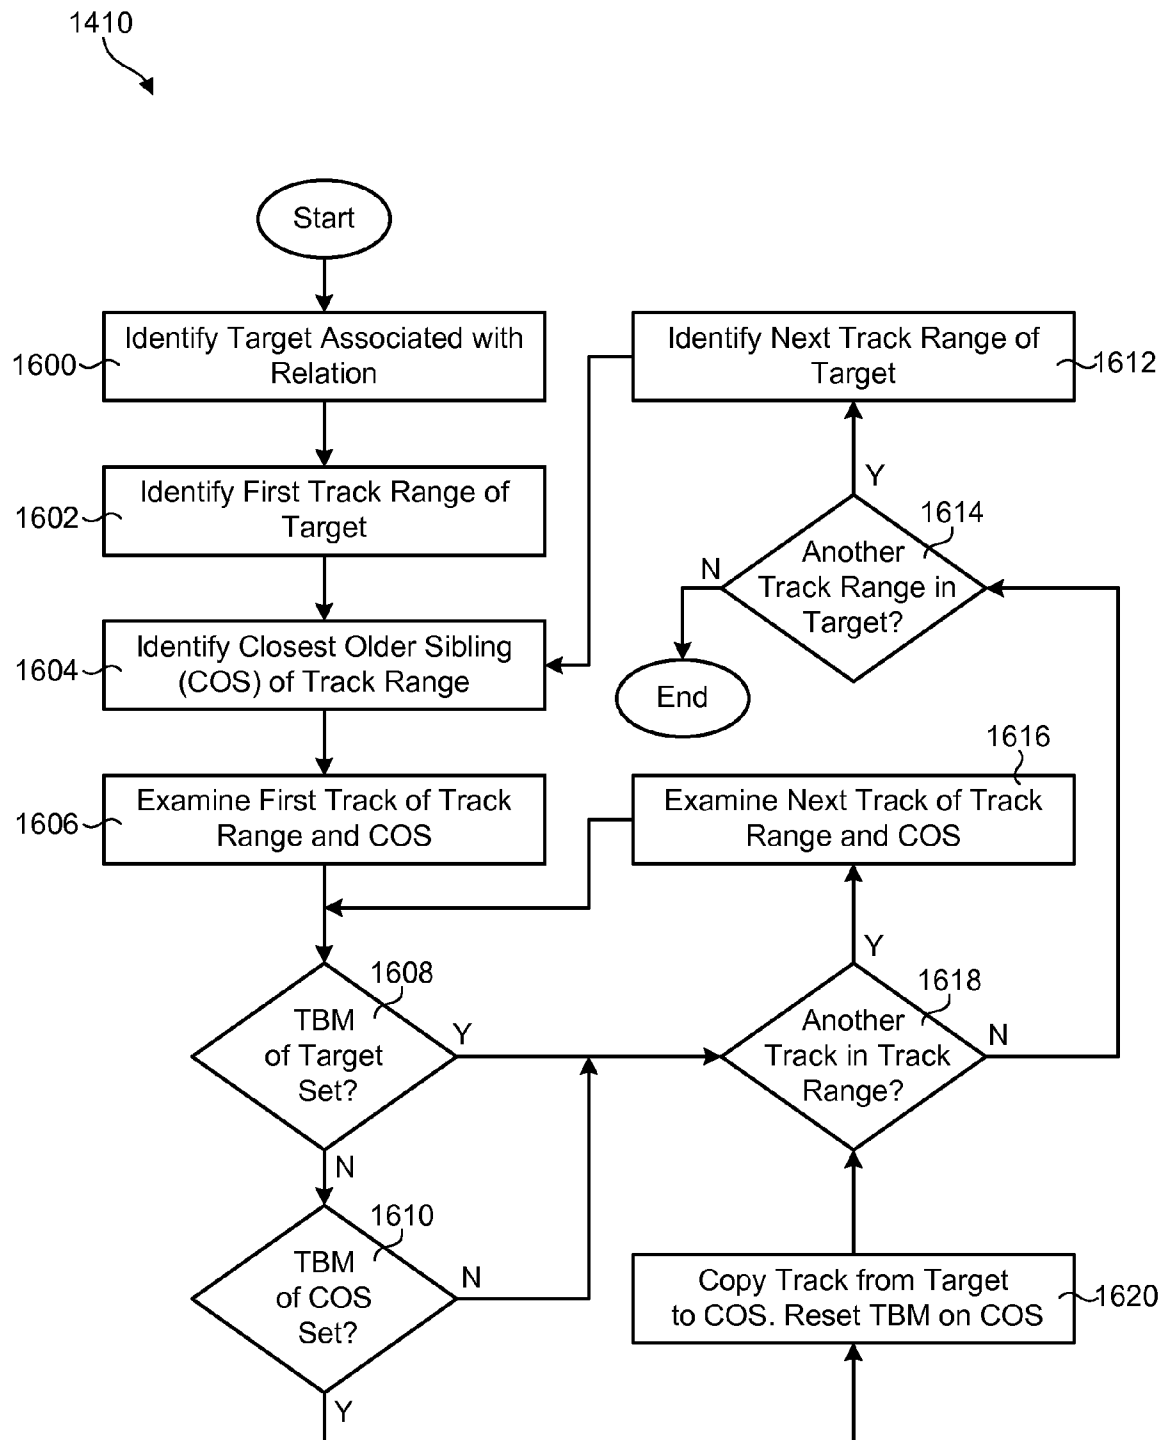 1410
Start
Identify Target Associated with
Relation
1600
Identify First Track Range of
Target
1602
Identify Closest Older Sibling
(COS) of Track Range
1604
Examine First Track of Track
Range and COS
1606
1608
TBM
of Target
Set?
Y
N
1610
TBM
of COS
Set?
N
Y
Identify Next Track Range of
Target
1612
Y
1614
Another
Track Range in
Target?
N
End
1616
Examine Next Track of Track
Range and COS
Y
1618
Another
Track in Track
Range?
N
Copy Track from Target
to COS. Reset TBM on COS
1620